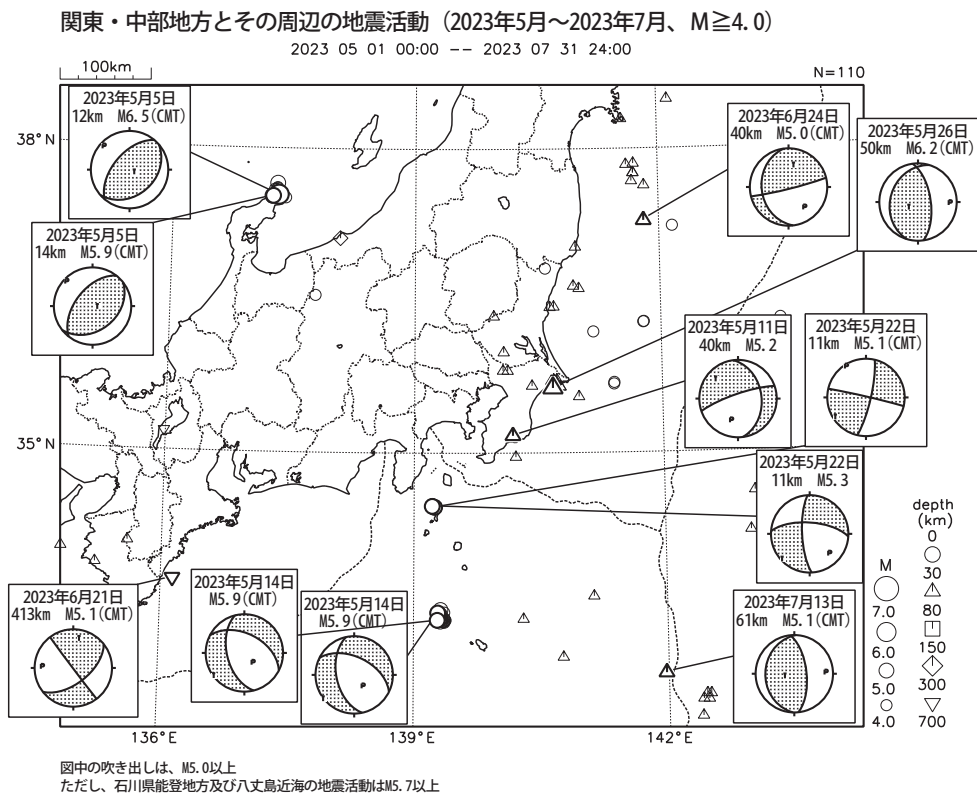 関東・中部地方とその周辺の地震活動（2023年5月～2023年7月、M≧4.0）
2023 05 01 00:00 -- 2023 07 31 24:00
100km
N=110
2023年5月5日
12km M6.5(CMT)
2023年6月24日
40km M5.0(CMT)
2023年5月26日
50km M6.2(CMT)
38°N
P
T
T
P
T
P
2023年5月5日
14km M5.9(CMT)
P
T
2023年5月11日
40km M5.2
2023年5月22日
11km M5.1(CMT)
T
P
P
T
35°N
2023年5月22日
11km M5.3
T
P
2023年6月21日
413km M5.1(CMT)
2023年5月14日
M5.9(CMT)
2023年5月14日
M5.9(CMT)
2023年7月13日
61km M5.1(CMT)
T
P
T
P
T
P
T
P
depth
(km)
0
30
80
150
300
700
M
7.0
6.0
5.0
4.0
136°E
139°E
142°E
図中の吹き出しは、M5.0以上
ただし、石川県能登地方及び八丈島近海の地震活動はM5.7以上